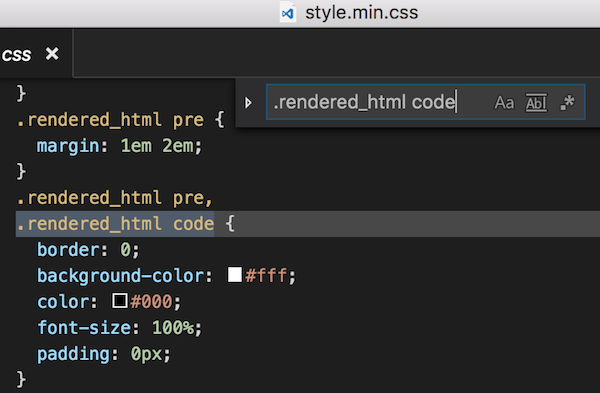 style.min.css
css ×
.rendered_html code
Aa Abl .*
}
.rendered_html pre {
  margin: 1em 2em;
}
.rendered_html pre,
.rendered_html code {
  border: 0;
  background-color: #fff;
  color: #000;
  font-size: 100%;
  padding: 0px;
}